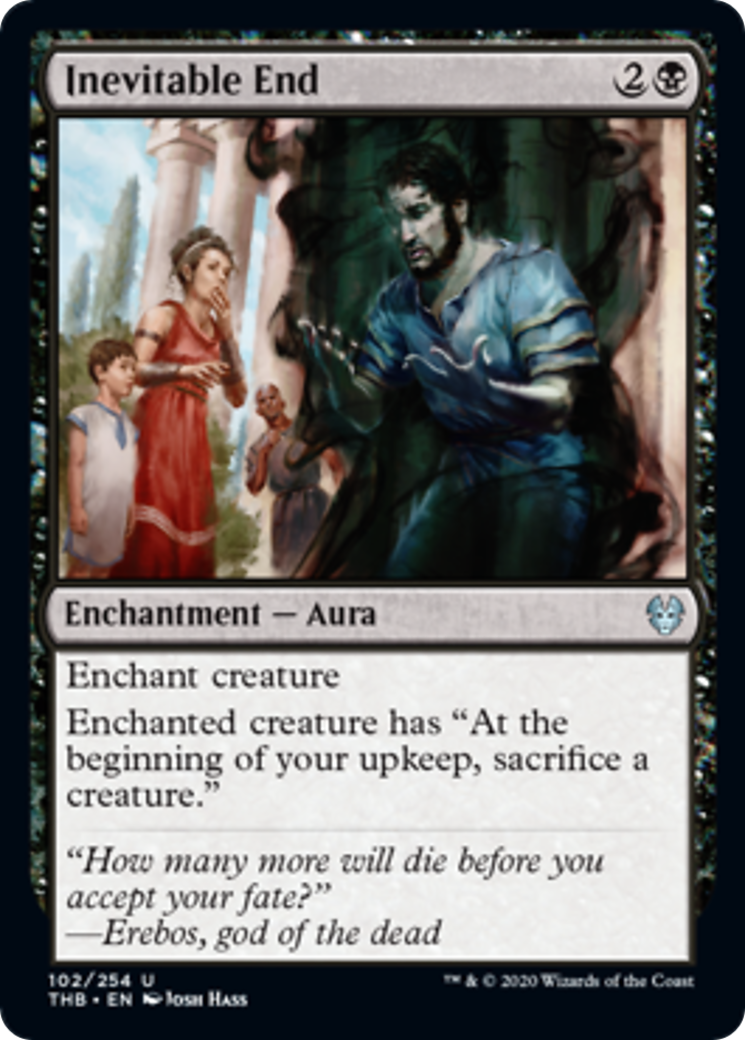 Inevitable End 2
Enchantment — Aura
Enchant creature
Enchanted creature has “At the
beginning of your upkeep, sacrifice a
creature.”
“How many more will die before you
accept your fate?”
—Erebos, god of the dead
102/254 U
™ & © 2020 Wizards of the Coast
THB • EN Josh Hass